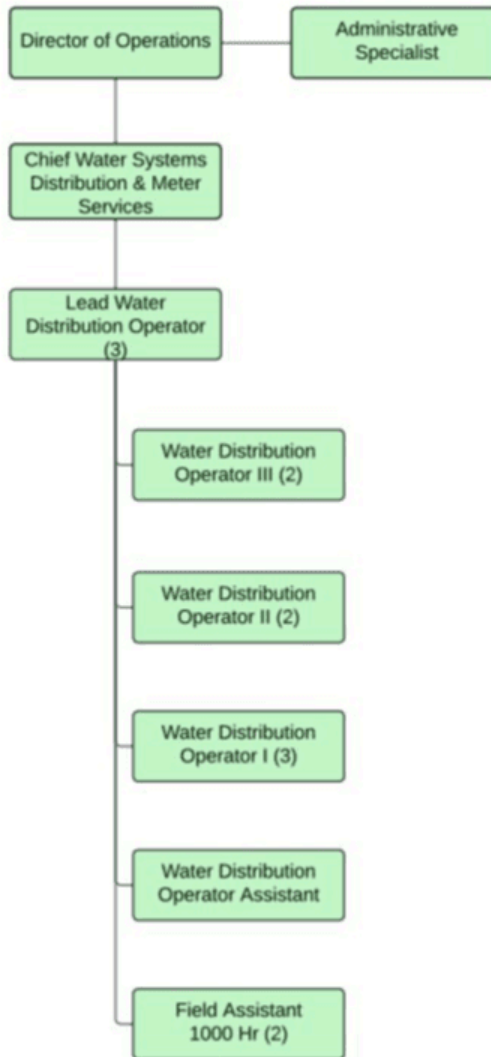 Director of Operations
Administrative
Specialist
Chief Water Systems
Distribution & Meter
Services
Lead Water
Distribution Operator
(3)
Water Distribution
Operator III (2)
Water Distribution
Operator II (2)
Water Distribution
Operator I (3)
Water Distribution
Operator Assistant
Field Assistant
1000 Hr (2)